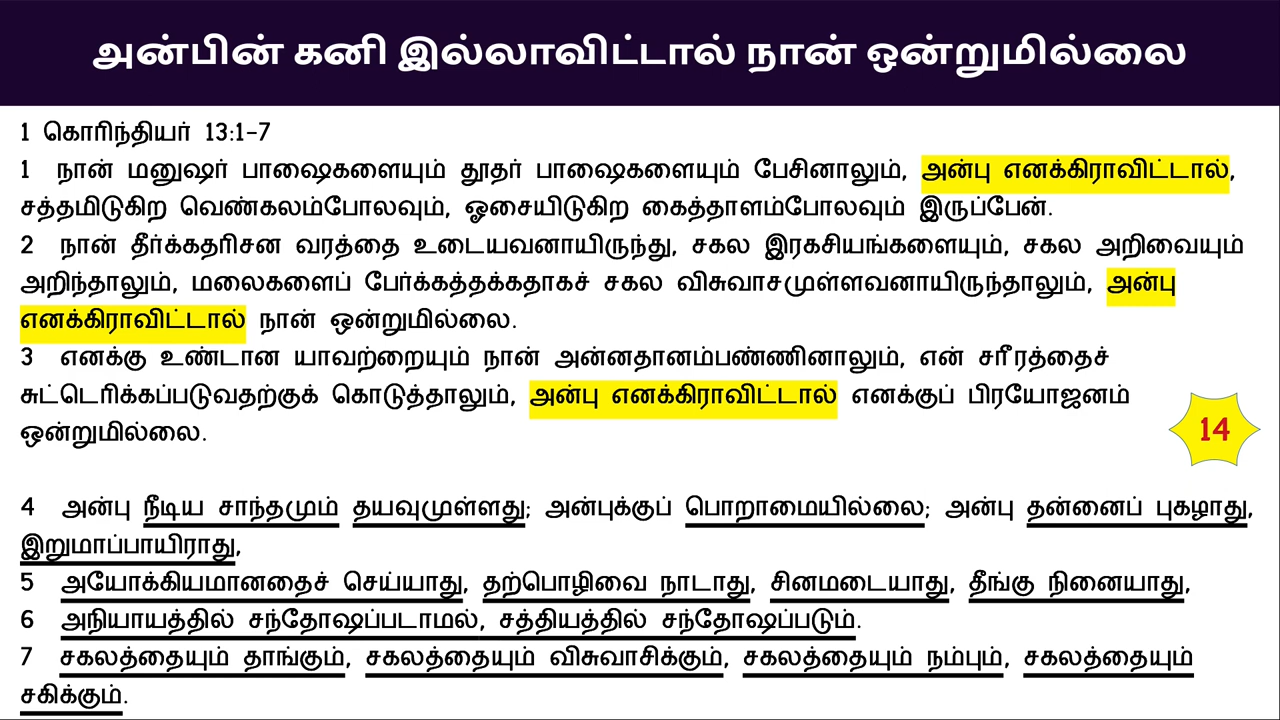 அன்பின் கனி இல்லாவிட்டால் நான் ஒன்றுமில்லை
1 கொரிந்தியர் 13:1-7
1 நான் மனுஷர் பாஷைகளையும் தூதர் பாஷைகளையும் பேசினாலும், அன்பு எனக்கிராவிட்டால்,
சத்தமிடுகிற வெண்கலம்போலவும், ஓசையிடுகிற கைத்தாளம்போலவும் இருப்பேன்.
2 நான் தீர்க்கதரிசன வரத்தை உடையவனாயிருந்து, சகல இரகசியங்களையும், சகல அறிவையும்
அறிந்தாலும், மலைகளைப் பேர்க்கத்தக்கதாகச் சகல விசுவாசமுள்ளவனாயிருந்தாலும், அன்பு
எனக்கிராவிட்டால் நான் ஒன்றுமில்லை.
3 எனக்கு உண்டான யாவற்றையும் நான் அன்னதானம்பண்ணினாலும், என் சரீரத்தைச்
சுட்டெரிக்கப்படுவதற்குக் கொடுத்தாலும், அன்பு எனக்கிராவிட்டால் எனக்குப் பிரயோஜனம்
ஒன்றுமில்லை.
14
4 அன்பு நீடிய சாந்தமும் தயவுமுள்ளது; அன்புக்குப் பொறாமையில்லை; அன்பு தன்னைப் புகழாது,
இறுமாப்பாயிராது,
5 அயோக்கியமானதைச் செய்யாது, தற்பொழிவை நாடாது, சினமடையாது, தீங்கு நினையாது,
6 அநியாயத்தில் சந்தோஷப்படாமல், சத்தியத்தில் சந்தோஷப்படும்.
7 சகலத்தையும் தாங்கும், சகலத்தையும் விசுவாசிக்கும், சகலத்தையும் நம்பும், சகலத்தையும்
சகிக்கும்.